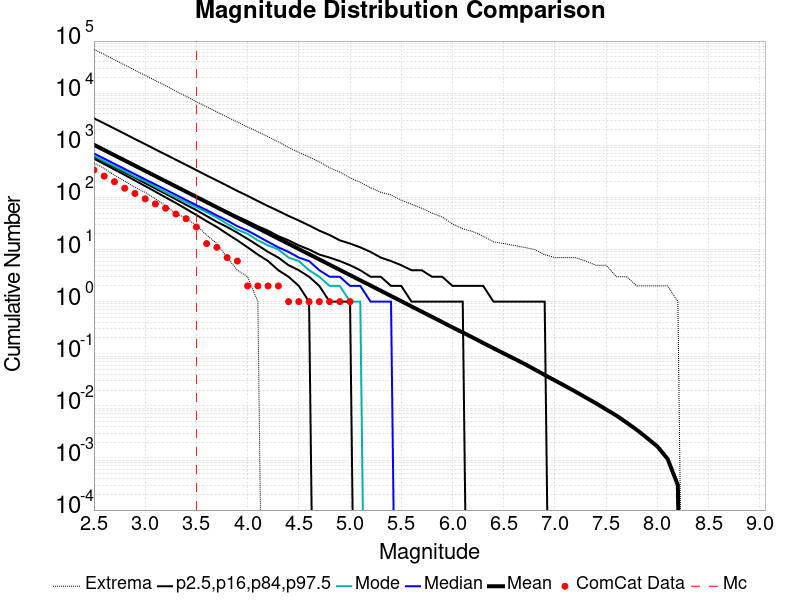 Magnitude Distribution Comparison
10^5
10^4
10^3
10^2
10^1
10^0
10^-1
10^-2
10^-3
10^-4
Cumulative Number
2.5 3.0 3.5 4.0 4.5 5.0 5.5 6.0 6.5 7.0 7.5 8.0 8.5 9.0
Magnitude
Extrema p2.5,p16,p84,p97.5 Mode Median Mean ComCat Data Mc